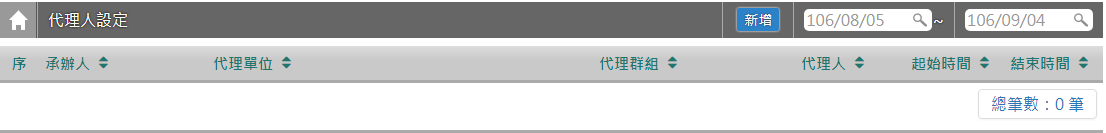 代理人設定 新增 106/08/05 ~ 106/09/04
序 承辦人 代理單位 代理群組 代理人 起始時間 結束時間
總筆數：0 筆